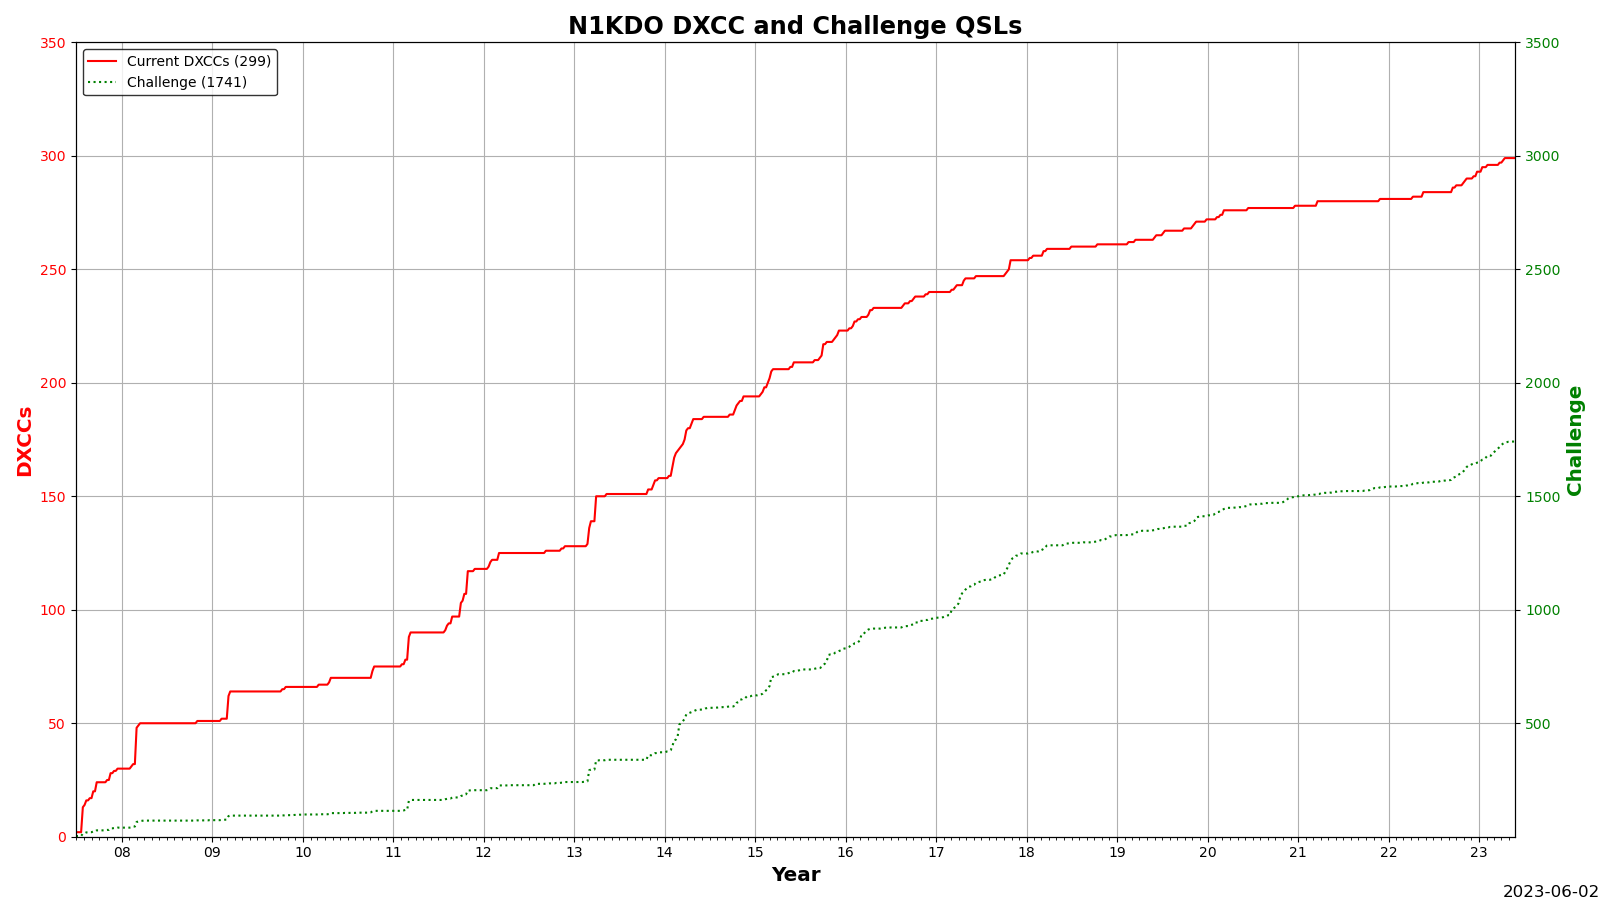 N1KDO DXCC and Challenge QSLs
Current DXCCs (299)
Challenge (1741)
350
300
250
200
150
100
50
0
DXCCs
3500
3000
2500
2000
1500
1000
500
Challenge
08 09 10 11 12 13 14 15 16 17 18 19 20 21 22 23
Year
2023-06-02